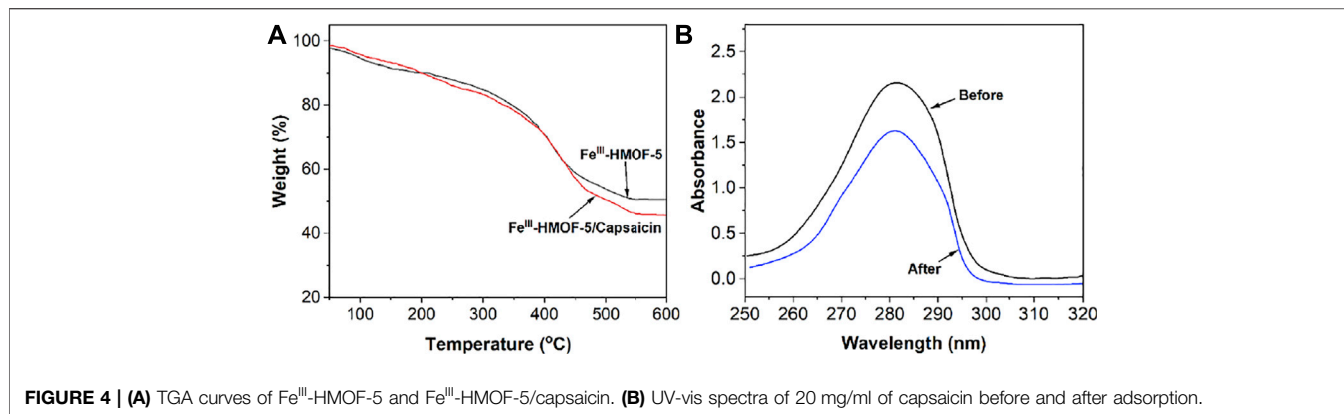 A
B
100
80
60
40
20
Weight (%)
Fe^III-HMOF-5
Fe^III-HMOF-5/Capsaicin
100 200 300 400 500 600
Temperature (°C)
2.5
2.0
1.5
1.0
0.5
0.0
Absorbance
Before
After
250 260 270 280 290 300 310 320
Wavelength (nm)
FIGURE 4 | (A) TGA curves of Fe^III-HMOF-5 and Fe^III-HMOF-5/capsaicin. (B) UV-vis spectra of 20 mg/ml of capsaicin before and after adsorption.